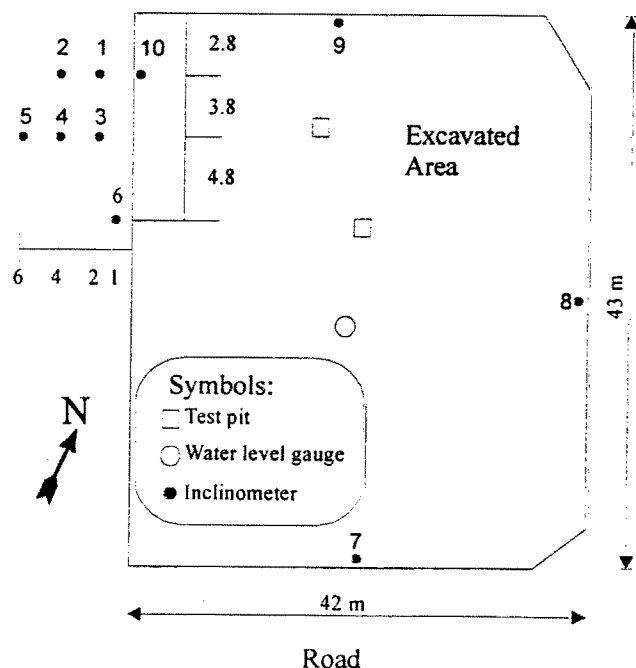 2 1 10
2.8
9
5 4 3
3.8
Excavated
Area
6
4.8
6 4 2 1
8
43 m
Symbols:
Test pit
Water level gauge
Inclinometer
N
7
42 m
Road